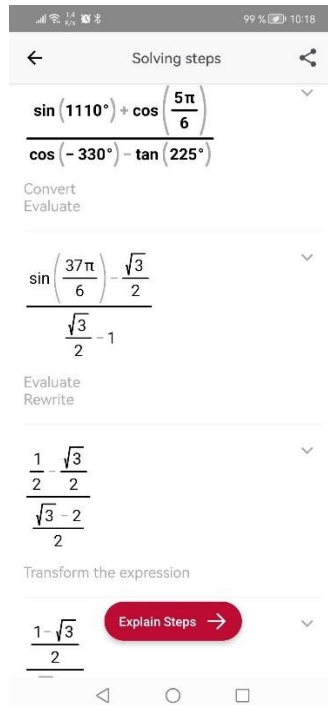 1.4 K/s 99 % 10:18
Solving steps
sin (1110°) + cos (5π/6)
cos (– 330°) – tan (225°)
Convert
Evaluate
sin (37π/6) – √3/2
√3/2 – 1
Evaluate
Rewrite
1/2 – √3/2
√3 – 2
2
Transform the expression
1–√3
2
Explain Steps →